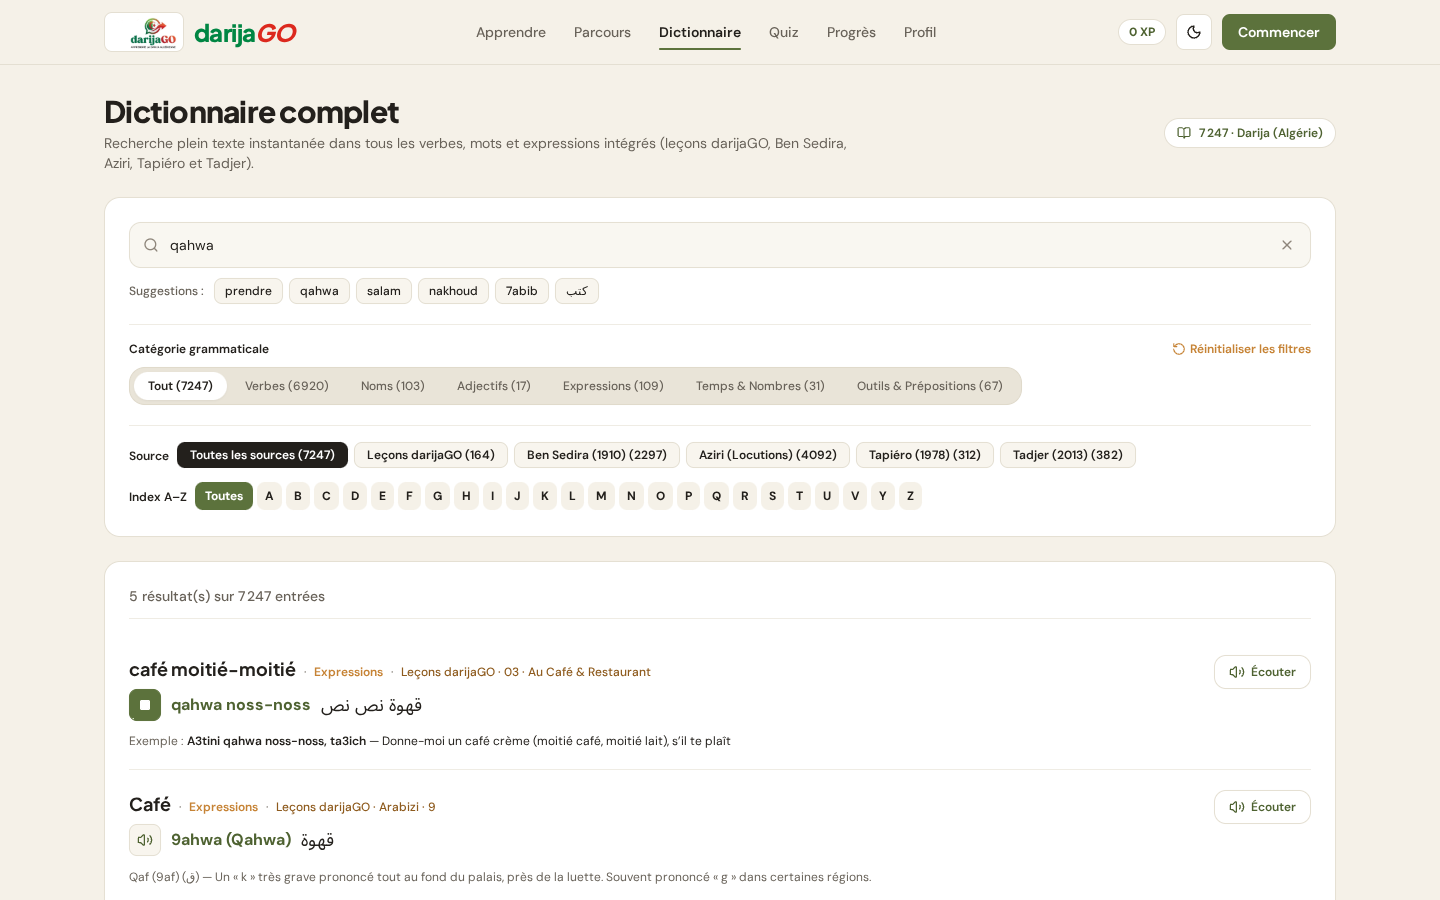 darijaGO
darijaGO
Apprendre
Parcours
Dictionnaire
Quiz
Progrès
Profil
0 XP
Commencer
Dictionnaire complet
Recherche plein texte instantanée dans tous les verbes, mots et expressions intégrés (leçons darijaGO, Ben Sedira,
Aziri, Tapiéro et Tadjer).
7 247 · Darija (Algérie)
qahwa
Suggestions :
prendre
qahwa
salam
nakhoud
7abib
كتب
Catégorie grammaticale
Réinitialiser les filtres
Tout (7247)
Verbes (6920)
Noms (103)
Adjectifs (17)
Expressions (109)
Temps & Nombres (31)
Outils & Prépositions (67)
Source
Toutes les sources (7247)
Leçons darijaGO (164)
Ben Sedira (1910) (2297)
Aziri (Locutions) (4092)
Tapiéro (1978) (312)
Tadjer (2013) (382)
Index A–Z
Toutes
A
B
C
D
E
F
G
H
I
J
K
L
M
N
O
P
Q
R
S
T
U
V
Y
Z
5 résultat(s) sur 7 247 entrées
café moitié-moitié · Expressions · Leçons darijaGO · 03 · Au Café & Restaurant
Écouter
qahwa noss-noss قهوة نص نص
Exemple : A3tini qahwa noss-noss, ta3ich — Donne-moi un café crème (moitié café, moitié lait), s’il te plaît
Café · Expressions · Leçons darijaGO · Arabizi · 9
Écouter
9ahwa (Qahwa) قهوة
Qaf (9af) (ق) — Un « k » très grave prononcé tout au fond du palais, près de la luette. Souvent prononcé « g » dans certaines régions.